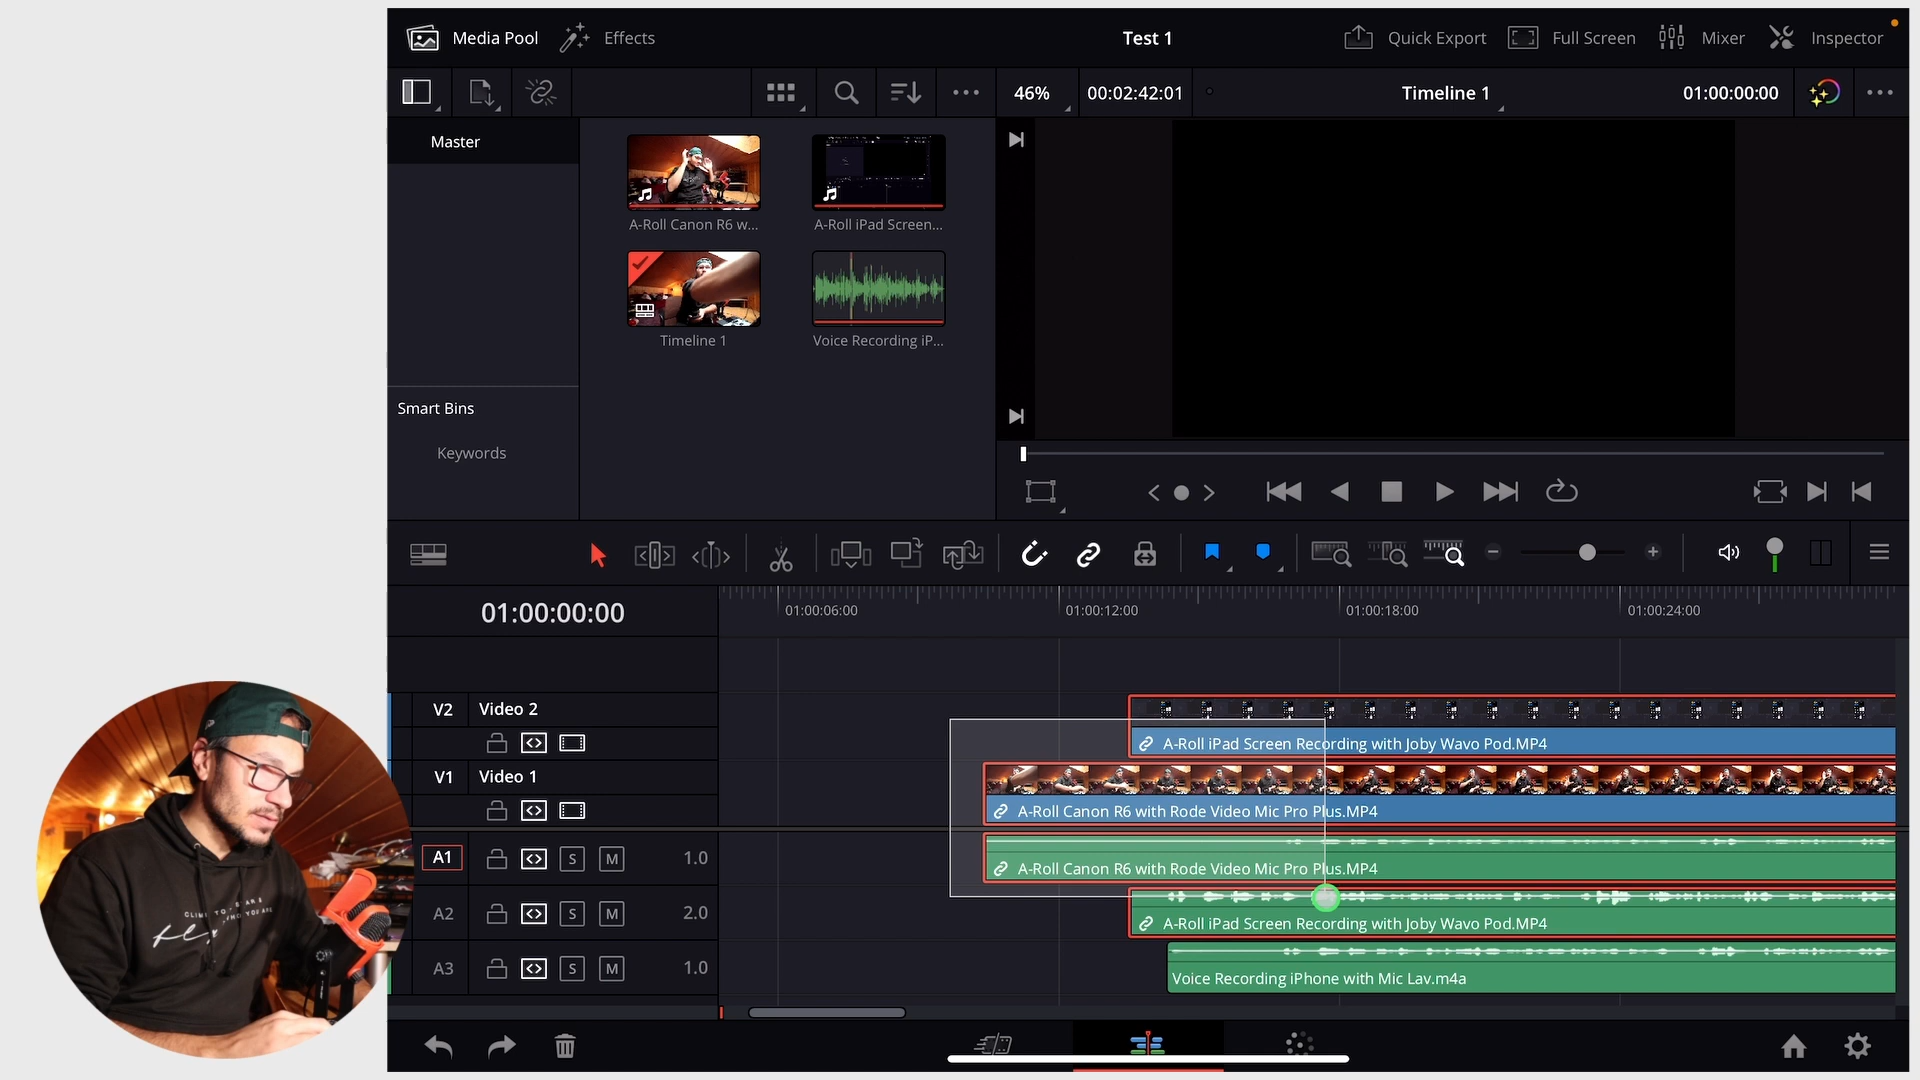 Media Pool
Effects
Test 1
Quick Export
Full Screen
Mixer
Inspector
46%
00:02:42:01
Timeline 1
01:00:00:00
Master
A-Roll Canon R6 w...
A-Roll iPad Screen...
Timeline 1
Voice Recording iP...
Smart Bins
Keywords
01:00:00:00
01:00:06:00
01:00:12:00
01:00:18:00
01:00:24:00
V2
Video 2
A-Roll iPad Screen Recording with Joby Wavo Pod.MP4
V1
Video 1
A-Roll Canon R6 with Rode Video Mic Pro Plus.MP4
A1
S
M
1.0
A-Roll Canon R6 with Rode Video Mic Pro Plus.MP4
A2
S
M
2.0
A-Roll iPad Screen Recording with Joby Wavo Pod.MP4
A3
S
M
1.0
Voice Recording iPhone with Mic Lav.m4a